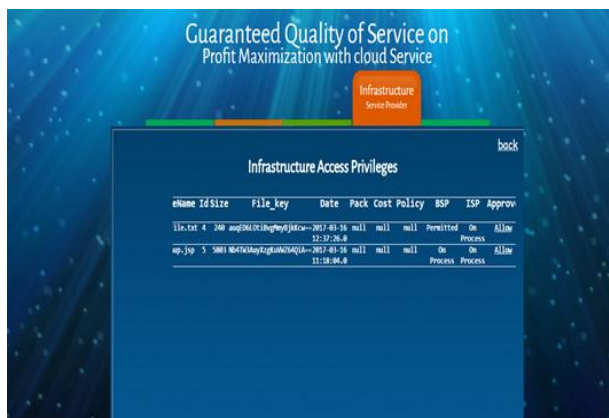 Guaranteed Quality of Service on
Profit Maximization with cloud Service
Infrastructure
Service Provider
back
Infrastructure Access Privileges
eName Id Size File_key Date Pack Cost Policy BSP ISP Approv
ile.txt 4 240 2017-03-16 null null null Permitted On Allow
12:37:26.0 Process
mp.jsp 5 5003 2017-03-16 null null null On On Allow
11:18:04.0 Process Process